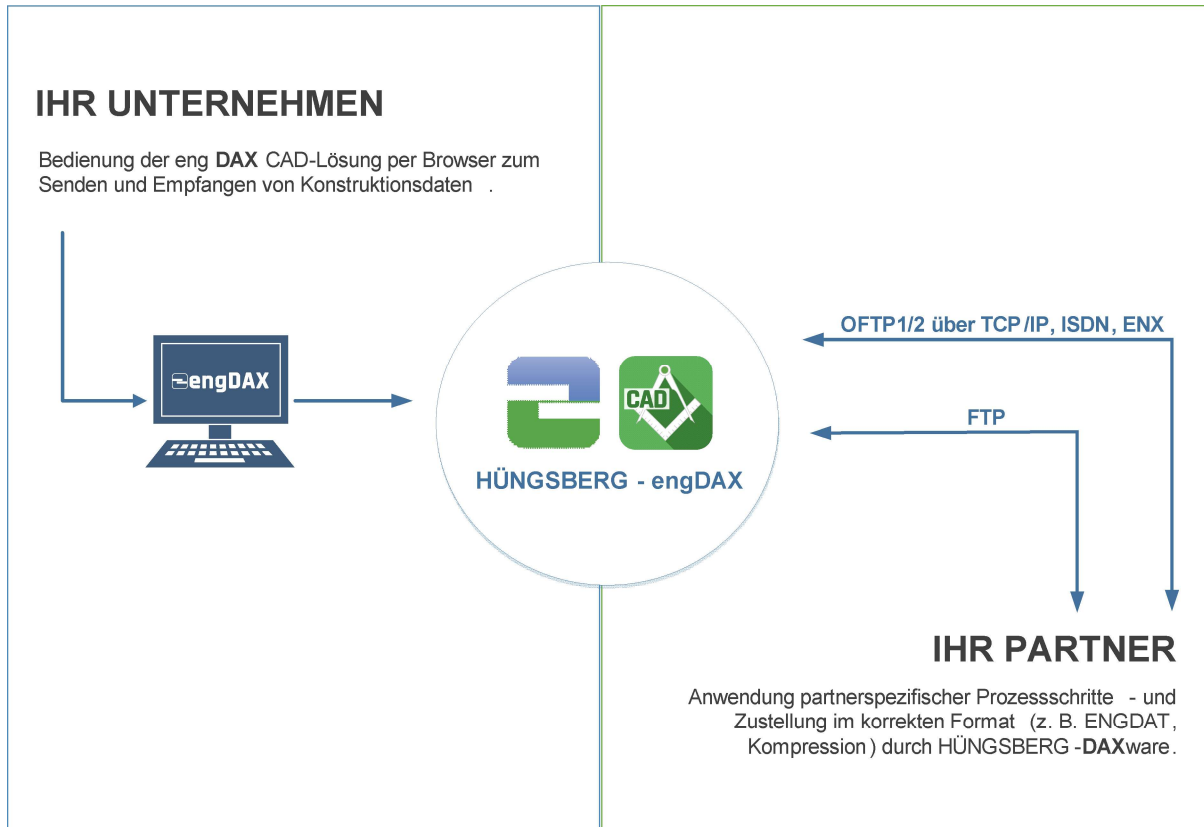 IHR UNTERNEHMEN
Bedienung der eng DAX CAD-Lösung per Browser zum
Senden und Empfangen von Konstruktionsdaten .
engDAX
OFTP1/2 über TCP/IP, ISDN, ENX
FTP
CAD
HÜNGSBERG - engDAX
IHR PARTNER
Anwendung partnerspezifischer Prozessschritte - und
Zustellung im korrekten Format (z. B. ENGDAT,
Kompression) durch HÜNGSBERG -DAXware.